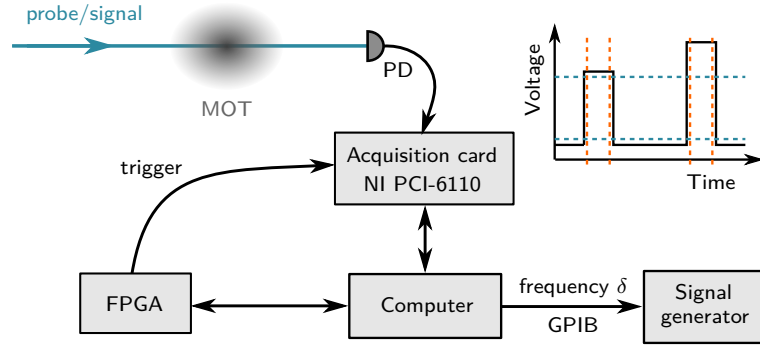 probe/signal
PD
MOT
Voltage
Time
Acquisition card
NI PCI-6110
trigger
FPGA
Computer
frequency δ
GPIB
Signal
generator